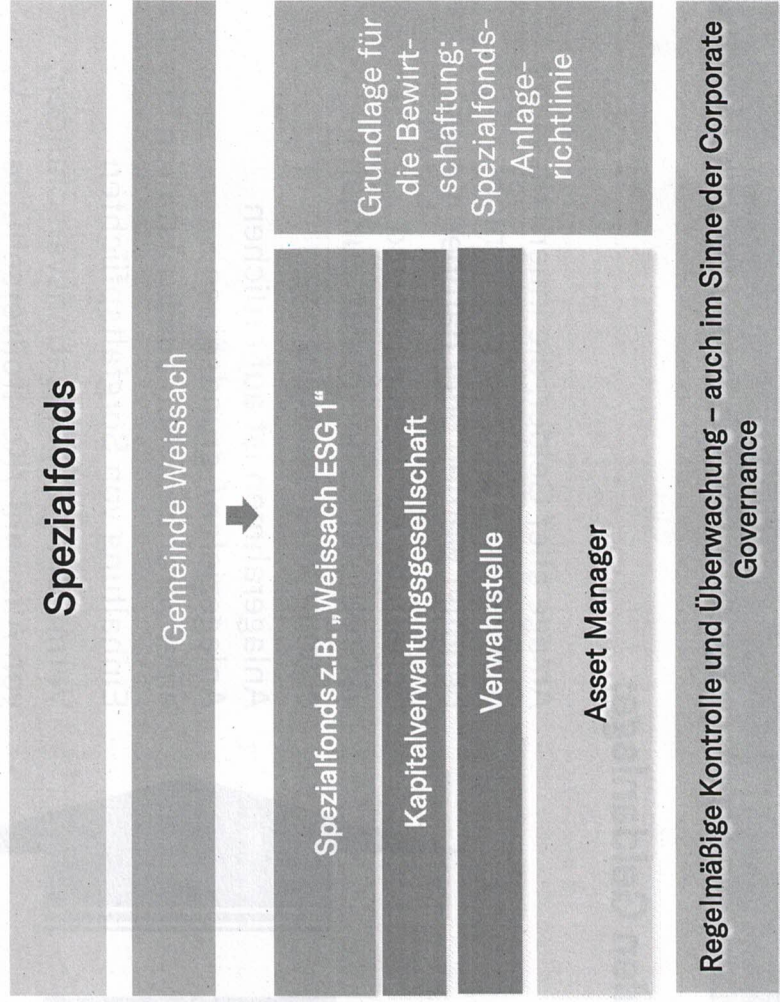 Spezialfonds
Gemeinde Weissach
Spezialfonds z.B. „Weissach ESG 1“
Kapitalverwaltungsgesellschaft
Verwahrstelle
Asset Manager
Grundlage für
die Bewirt-
schaftung:
Spezialfonds-
Anlage-
richtlinie
Regelmäßige Kontrolle und Überwachung – auch im Sinne der Corporate
Governance